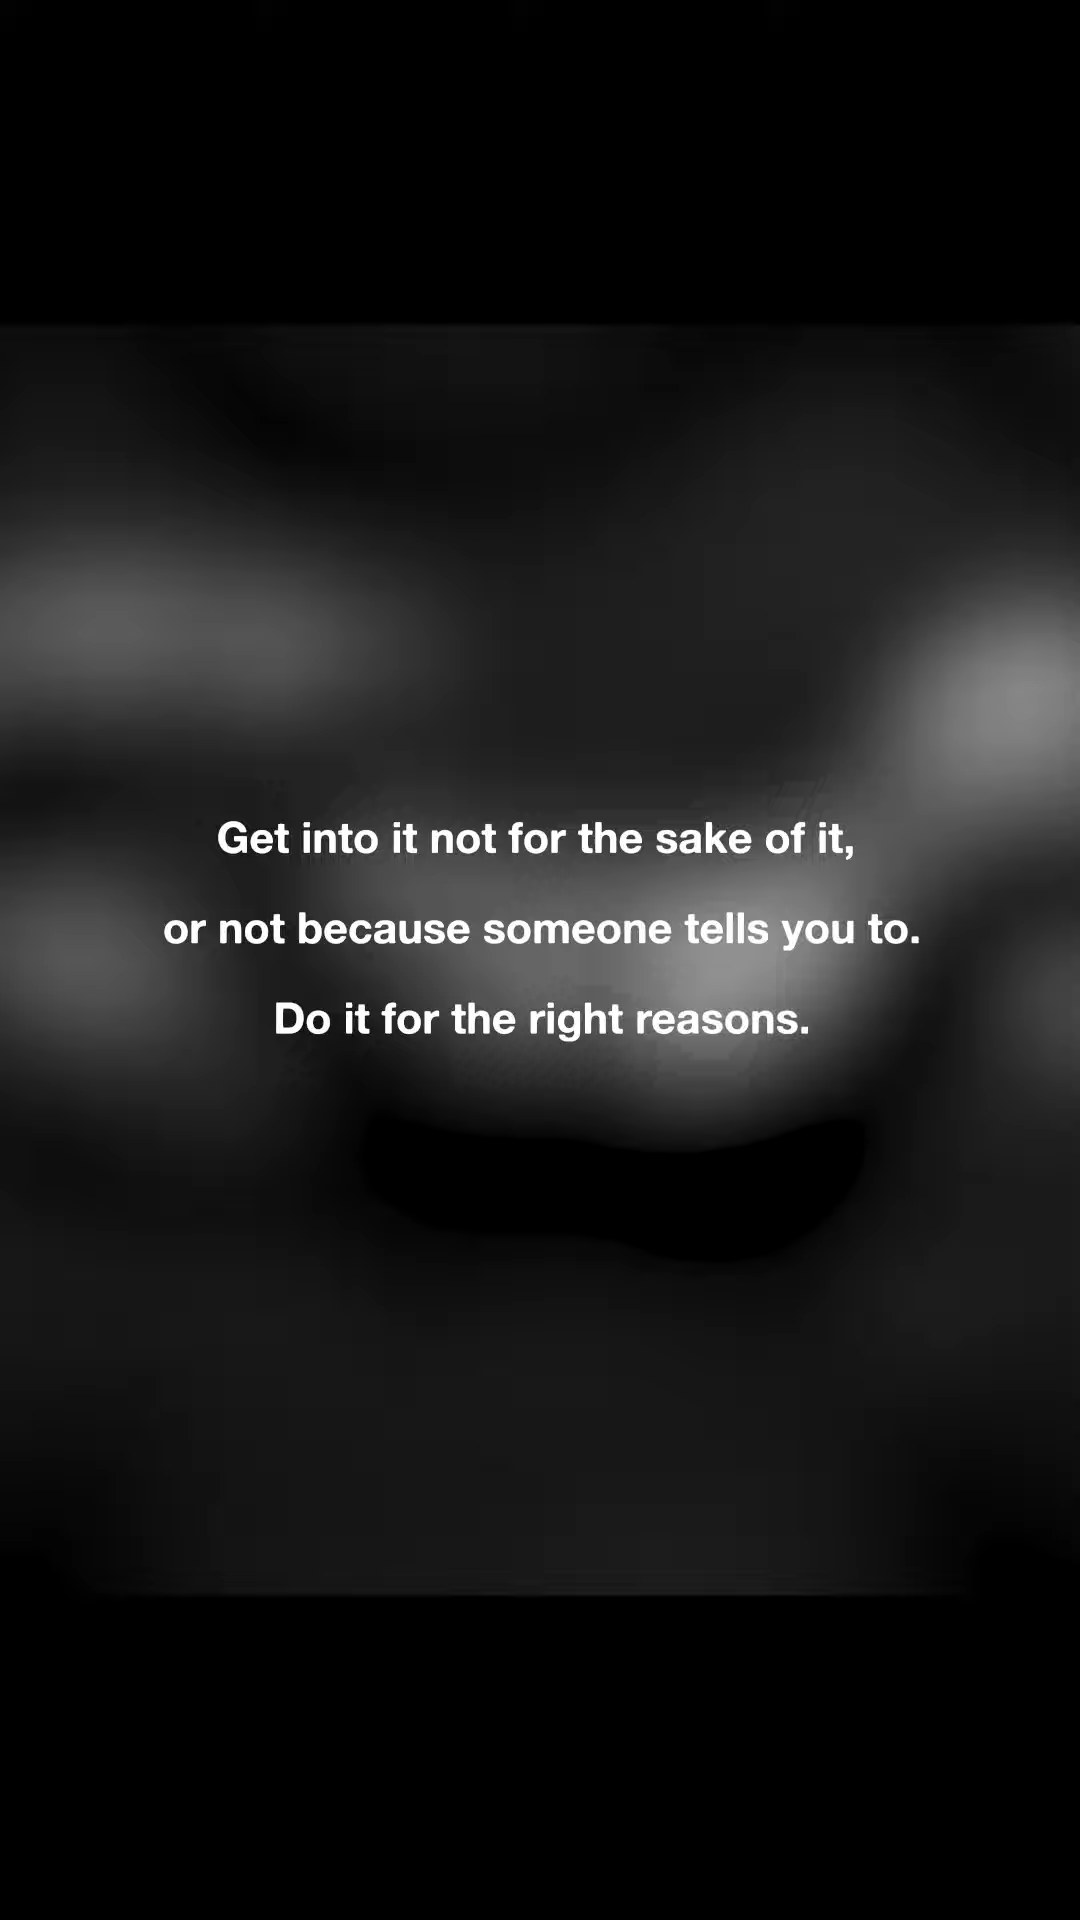 Get into it not for the sake of it,
or not because someone tells you to.
Do it for the right reasons.